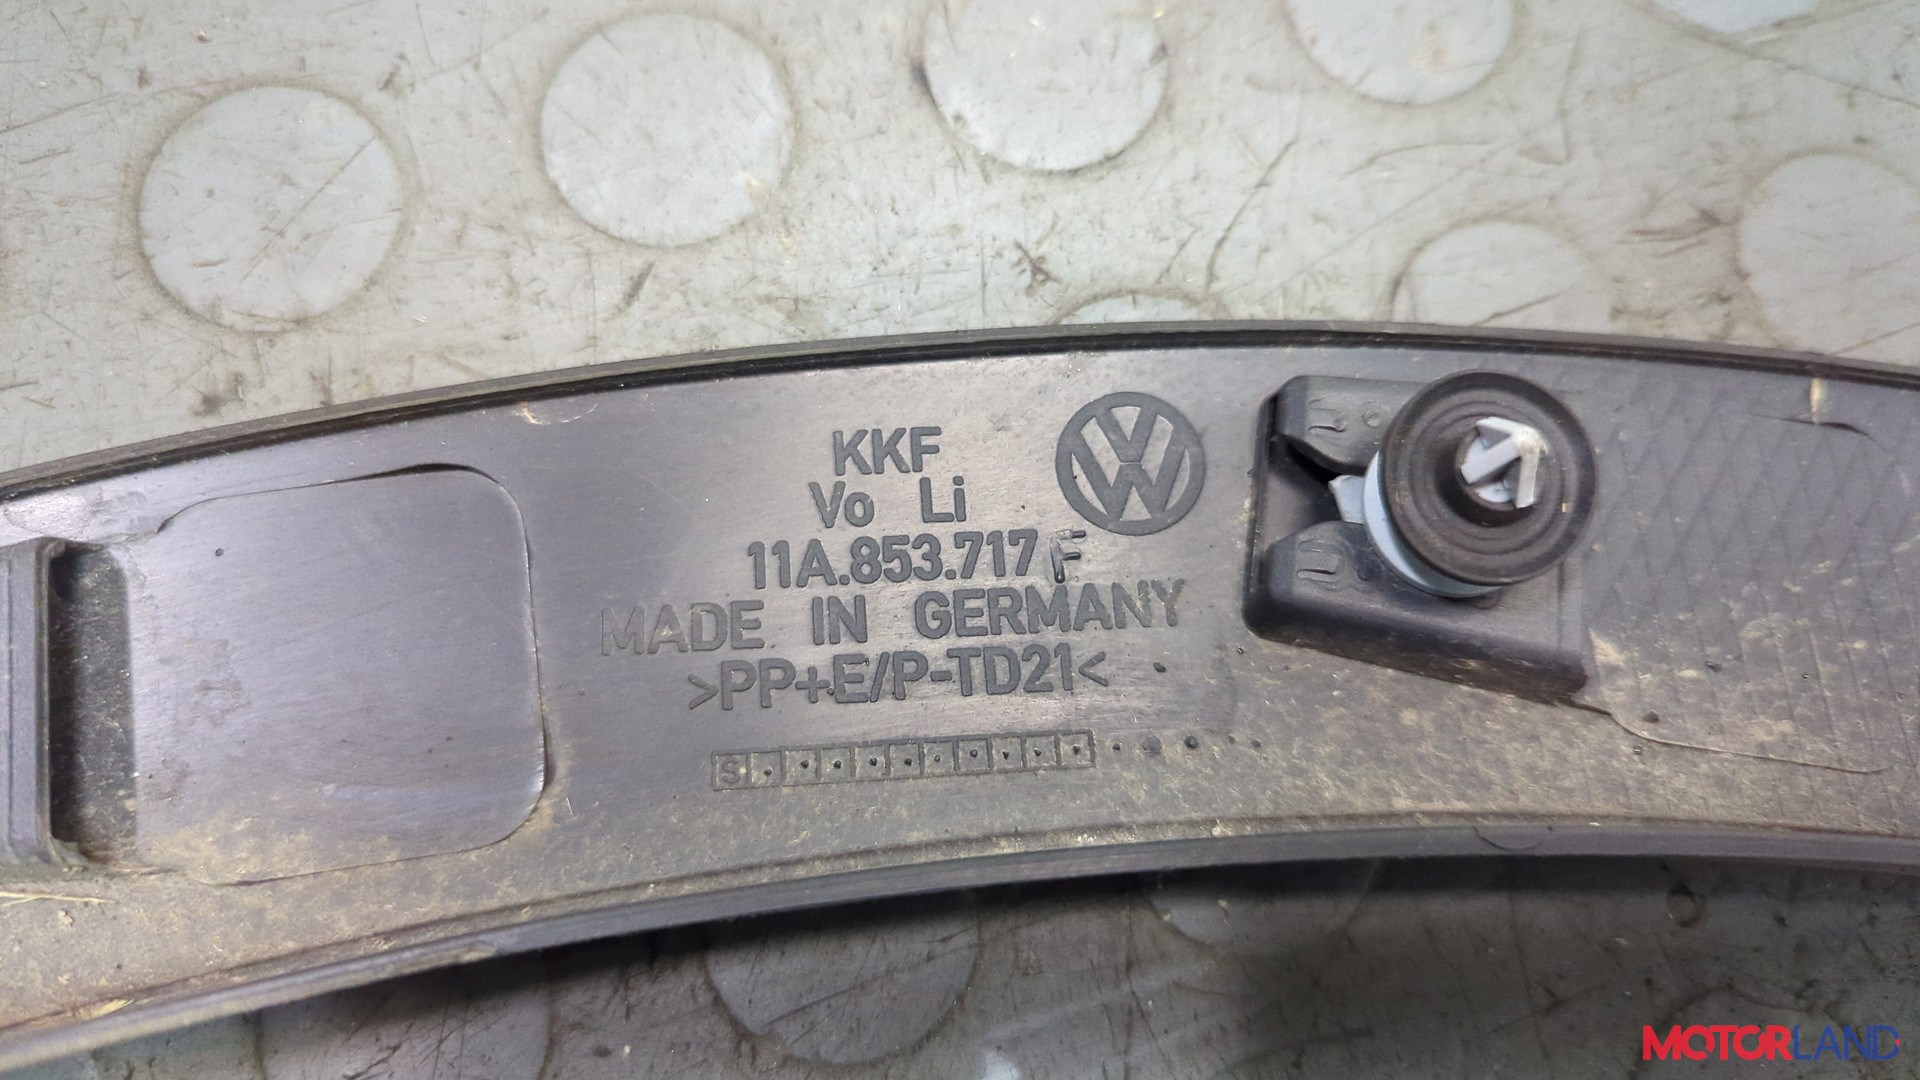 KKF
Vo Li
11A.853.717 F
MADE IN GERMANY
>PP+E/P-TD21<
S
MOTORLAND